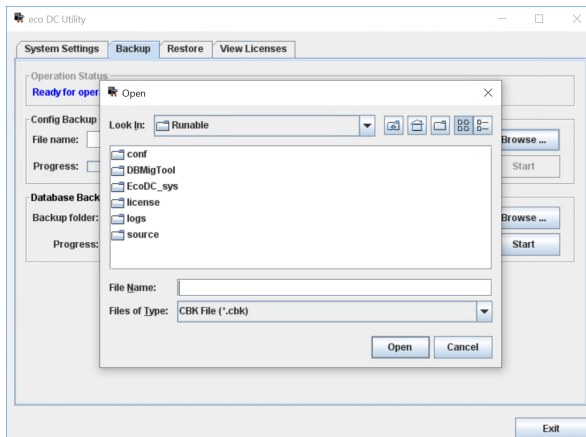 eco DC Utility
System Settings Backup Restore View Licenses
Operation Status
Ready for oper
Open
Look In: Runable
Config Backup
File name:
Browse ...
Progress:
Start
conf
DBMigTool
EcoDC_sys
license
logs
source
Database Back
Backup folder:
Browse ...
Progress:
Start
File Name:
Files of Type: CBK File (*.cbk)
Open Cancel
Exit